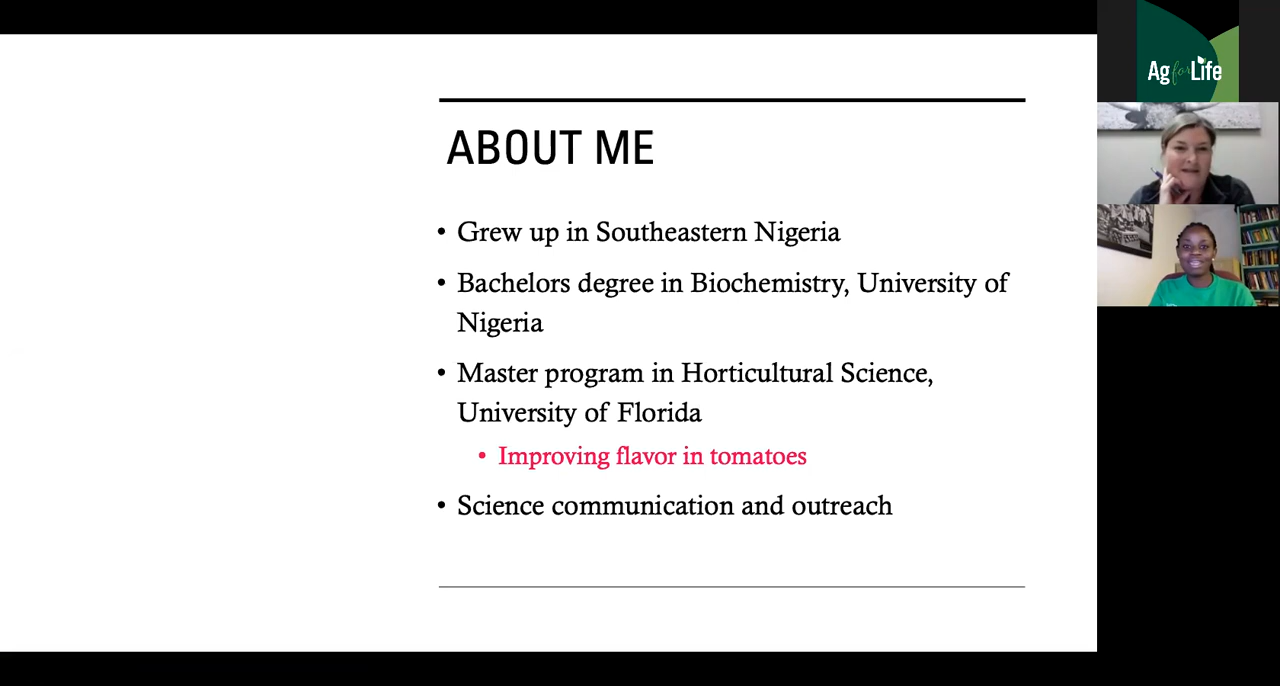 ABOUT ME
• Grew up in Southeastern Nigeria
• Bachelors degree in Biochemistry, University of
Nigeria
• Master program in Horticultural Science,
University of Florida
• Improving flavor in tomatoes
• Science communication and outreach
Ag for Life